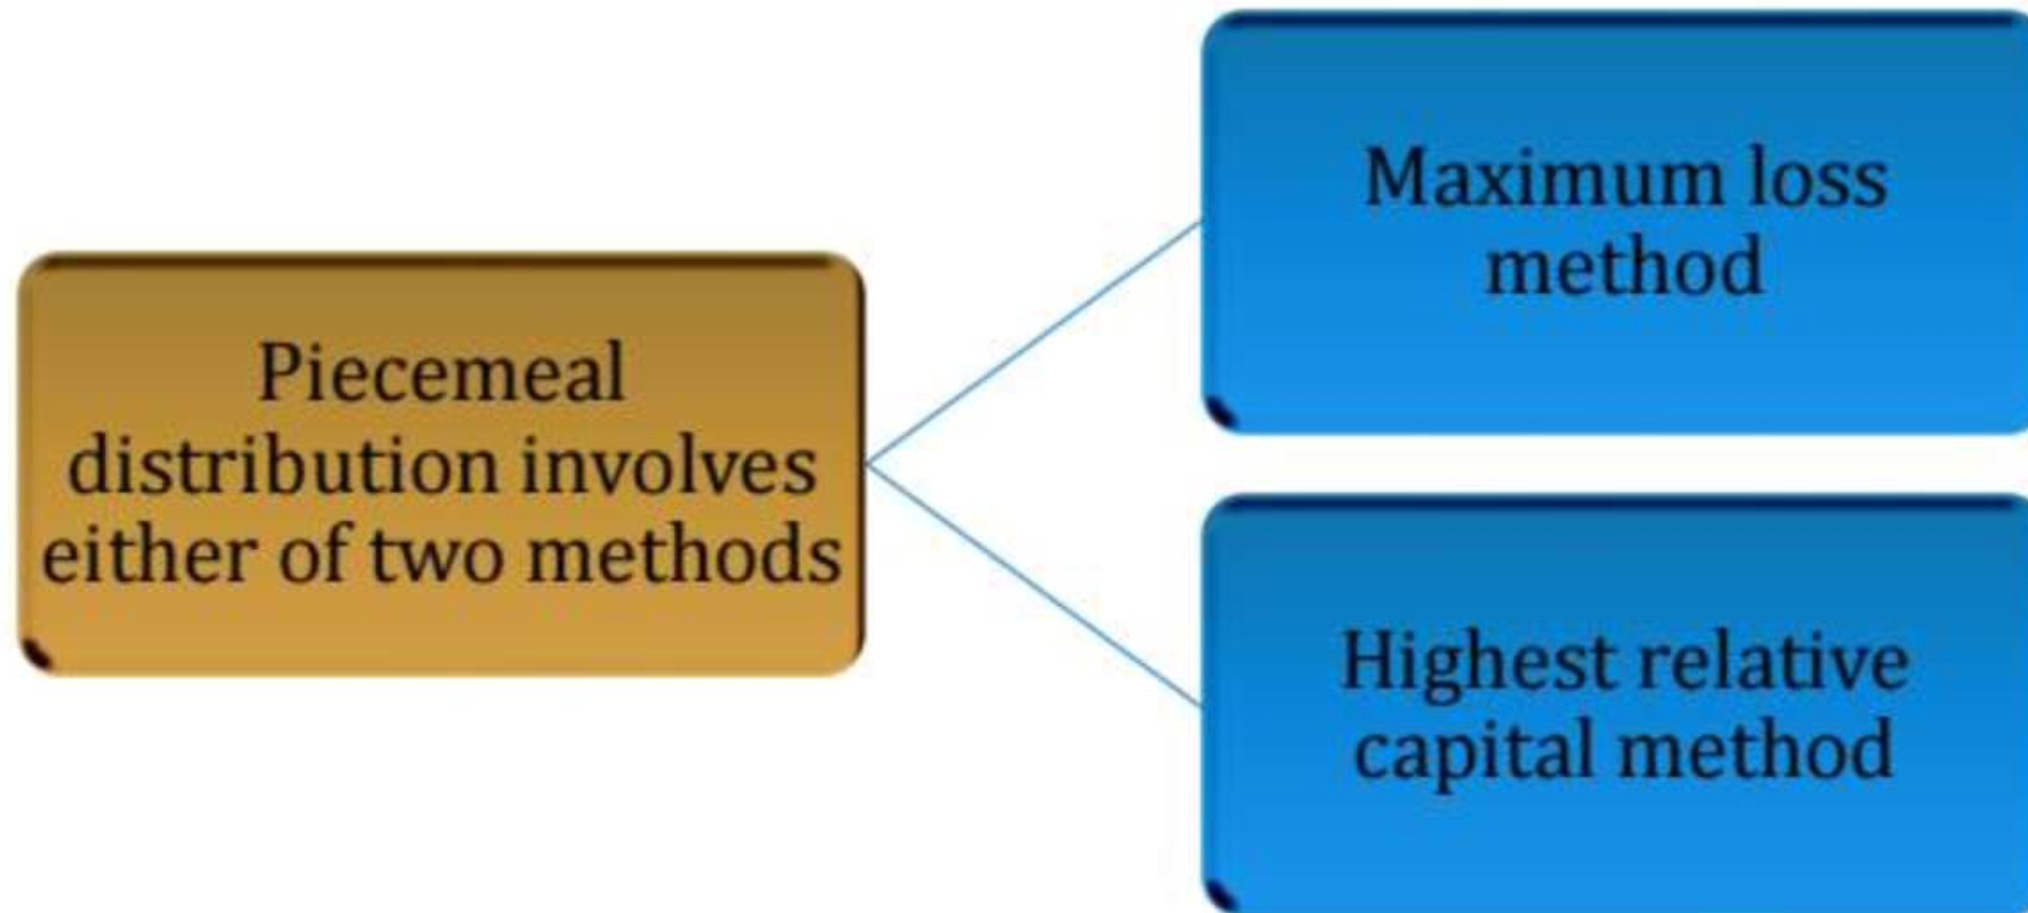 Piecemeal
distribution involves
either of two methods
Maximum loss
method
Highest relative
capital method